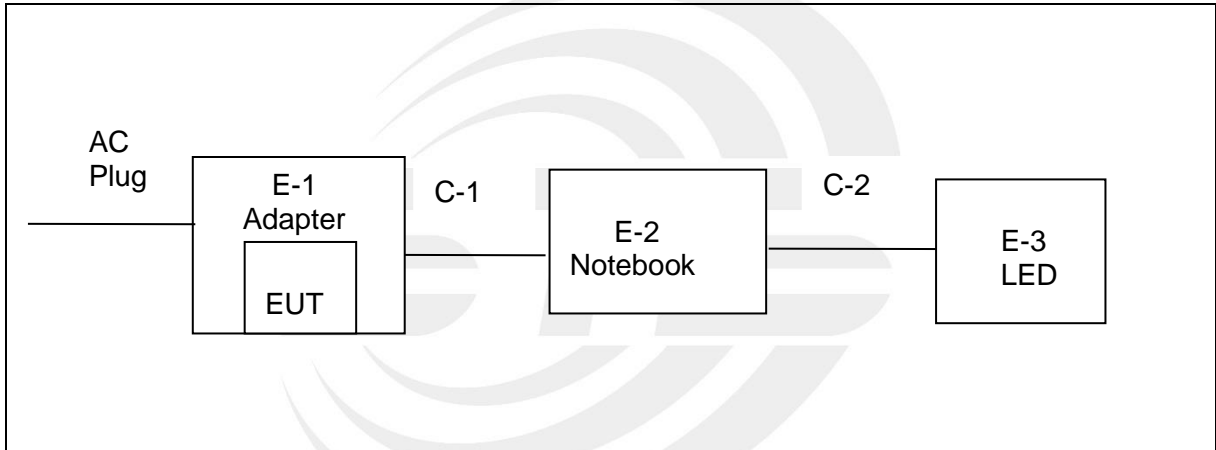 AC
Plug
E-1
Adapter
EUT
C-1
E-2
Notebook
C-2
E-3
LED